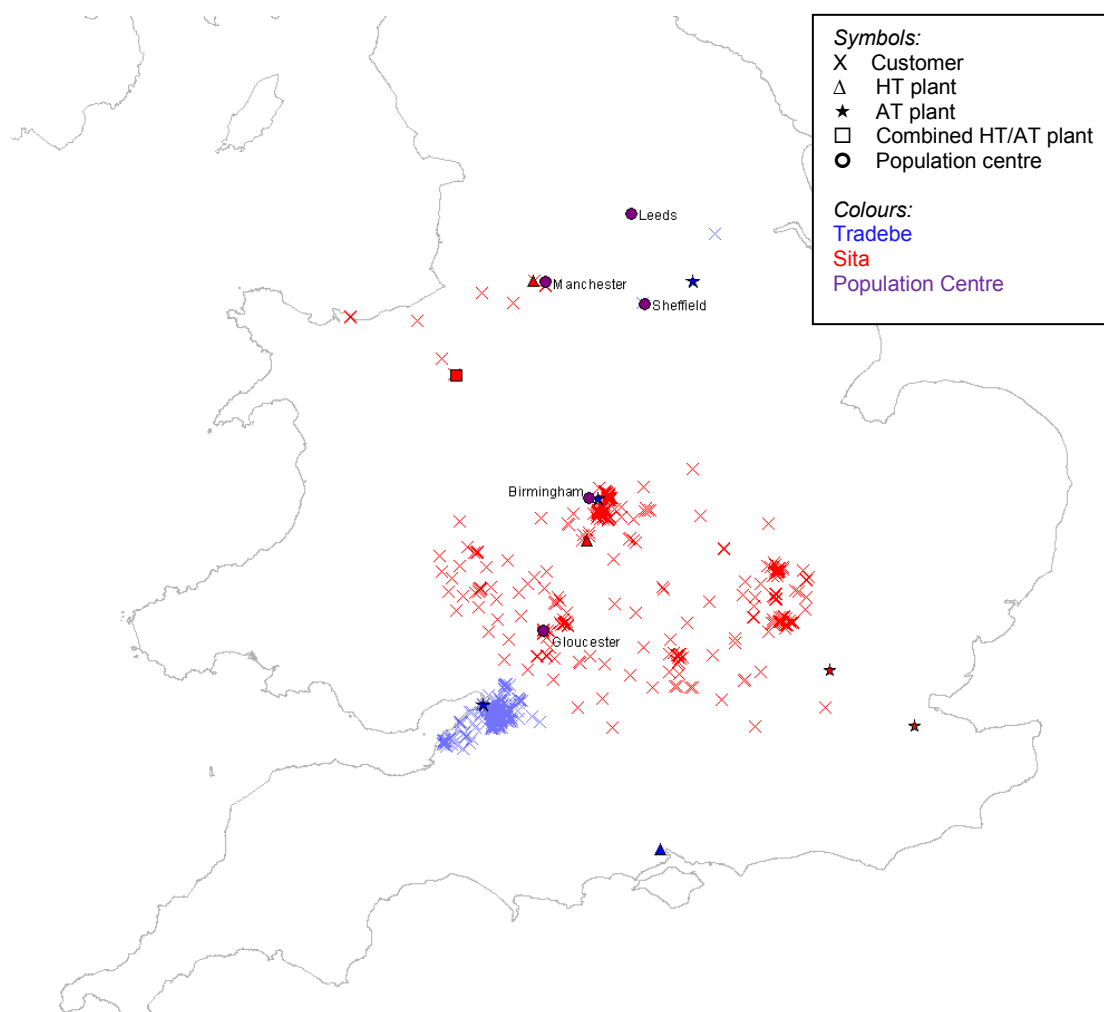 Symbols:
X Customer
Δ HT plant
★ AT plant
□ Combined HT/AT plant
O Population centre
Colours:
Tradebe
Sita
Population Centre
Leeds
Manchester
Sheffield
Birmingham
Gloucester